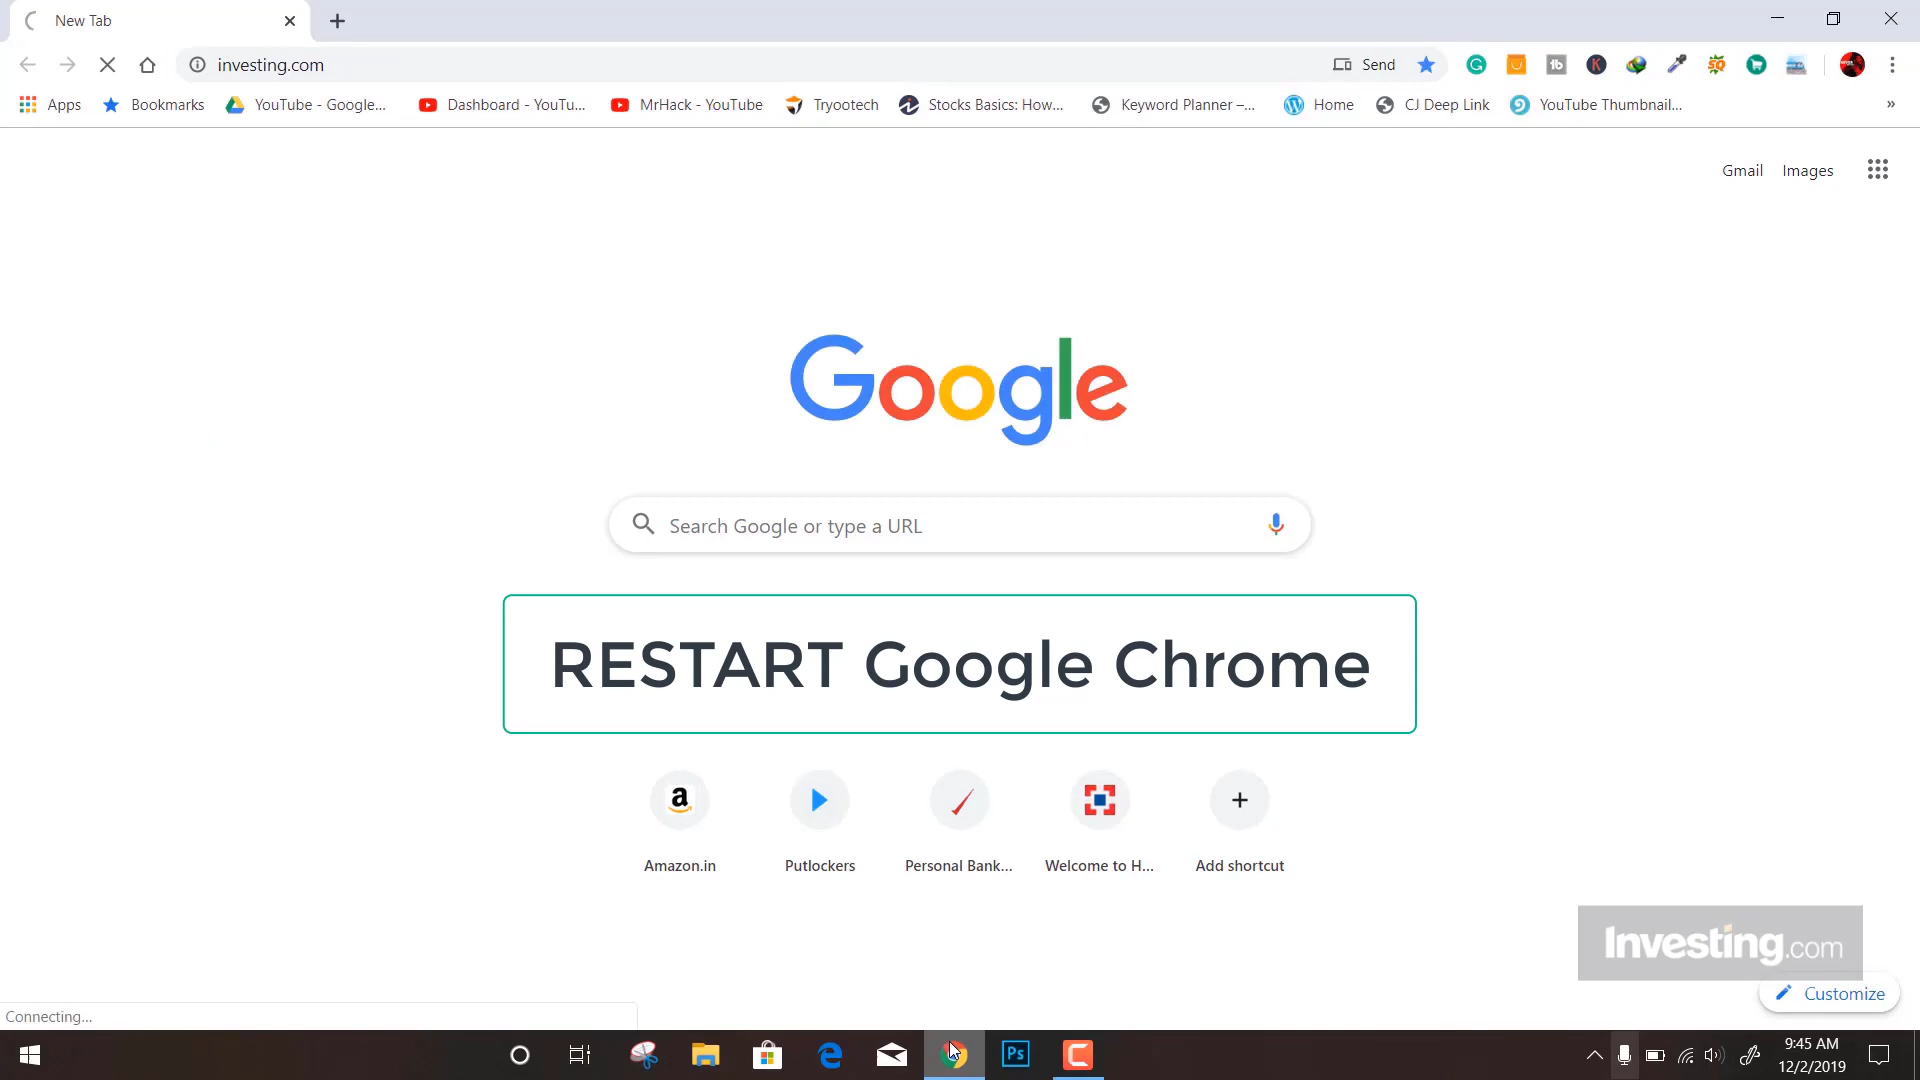 New Tab
investing.com
Send
Apps
Bookmarks
YouTube - Google...
Dashboard - YouTu...
MrHack - YouTube
Tryootech
Stocks Basics: How...
Keyword Planner –...
Home
CJ Deep Link
YouTube Thumbnail...
»
Gmail
Images
Google
Search Google or type a URL
RESTART Google Chrome
Amazon.in
Putlockers
Personal Bank...
Welcome to H...
Add shortcut
Investing.com
Customize
Connecting...
Ps
9:45 AM
12/2/2019